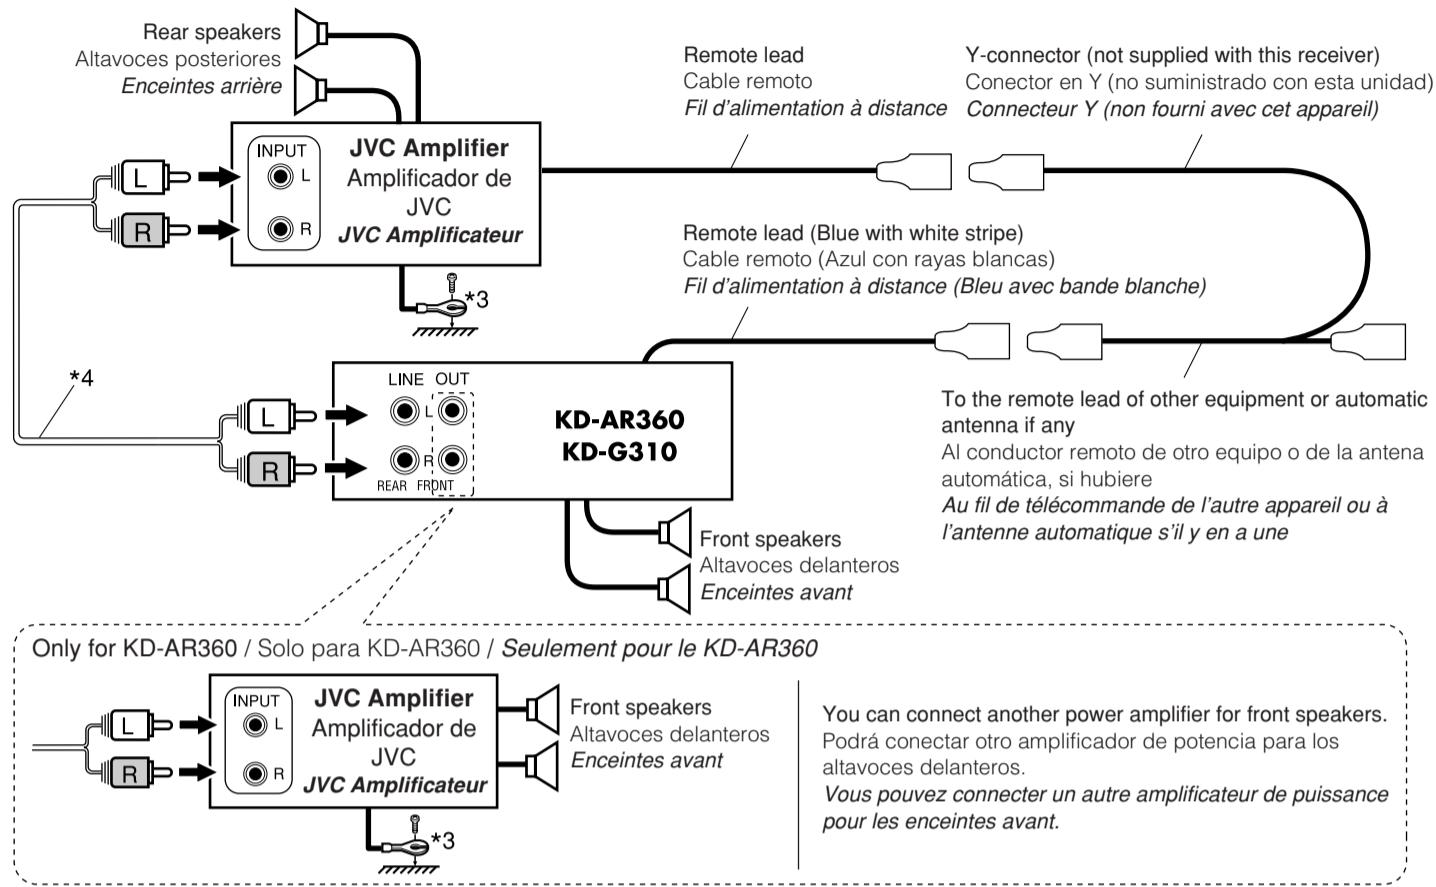 Rear speakers
Altavoces posteriores
Enceintes arrière
Remote lead
Cable remoto
Fil d'alimentation à distance
Y-connector (not supplied with this receiver)
Conector en Y (no suministrado con esta unidad)
Connecteur Y (non fourni avec cet appareil)
INPUT
L
R
JVC Amplifier
Amplificador de
JVC
JVC Amplificateur
L
R
*3
Remote lead (Blue with white stripe)
Cable remoto (Azul con rayas blancas)
Fil d'alimentation à distance (Bleu avec bande blanche)
*4
L
R
LINE OUT
L
R
REAR FRONT
KD-AR360
KD-G310
To the remote lead of other equipment or automatic
antenna if any
Al conductor remoto de otro equipo o de la antena
automática, si hubiere
Au fil de télécommande de l'autre appareil ou à
l'antenne automatique s'il y en a une
Front speakers
Altavoces delanteros
Enceintes avant
Only for KD-AR360 / Solo para KD-AR360 / Seulement pour le KD-AR360
L
R
INPUT
L
R
JVC Amplifier
Amplificador de
JVC
JVC Amplificateur
*3
Front speakers
Altavoces delanteros
Enceintes avant
You can connect another power amplifier for front speakers.
Podrá conectar otro amplificador de potencia para los
altavoces delanteros.
Vous pouvez connecter un autre amplificateur de puissance
pour les enceintes avant.